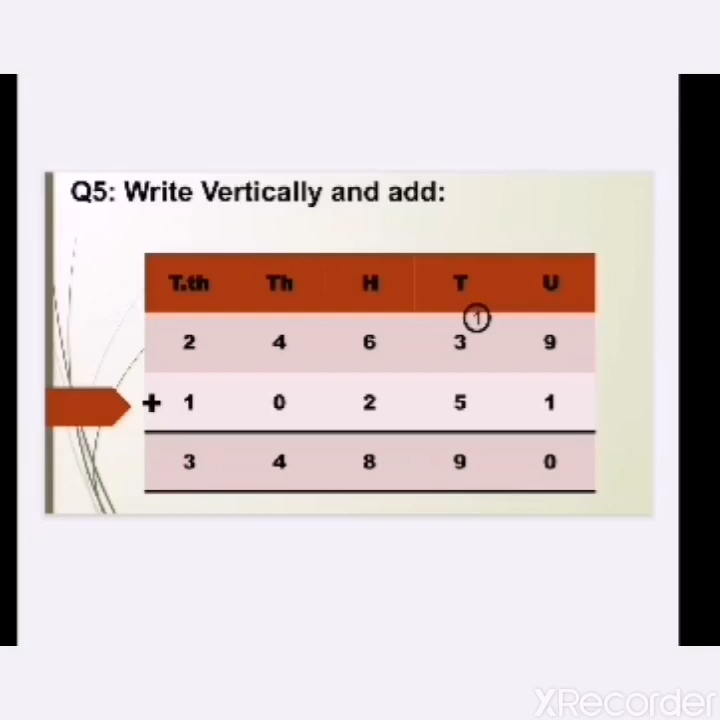 Q5: Write Vertically and add:
T.th Th H T U
1
2 4 6 3 9
+ 1 0 2 5 1
3 4 8 9 0
XRecorder